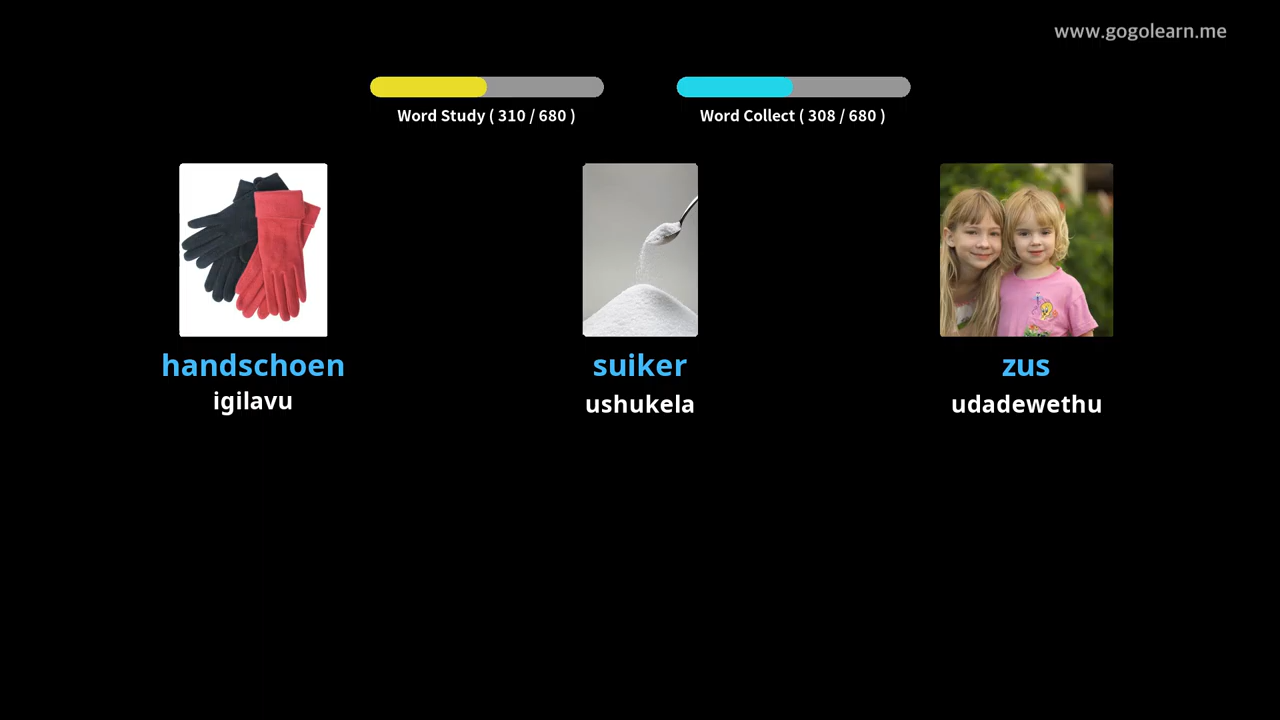 www.gogolearn.me
Word Study ( 310 / 680 )
Word Collect ( 308 / 680 )
handschoen
igilavu
suiker
ushukela
zus
udadewethu